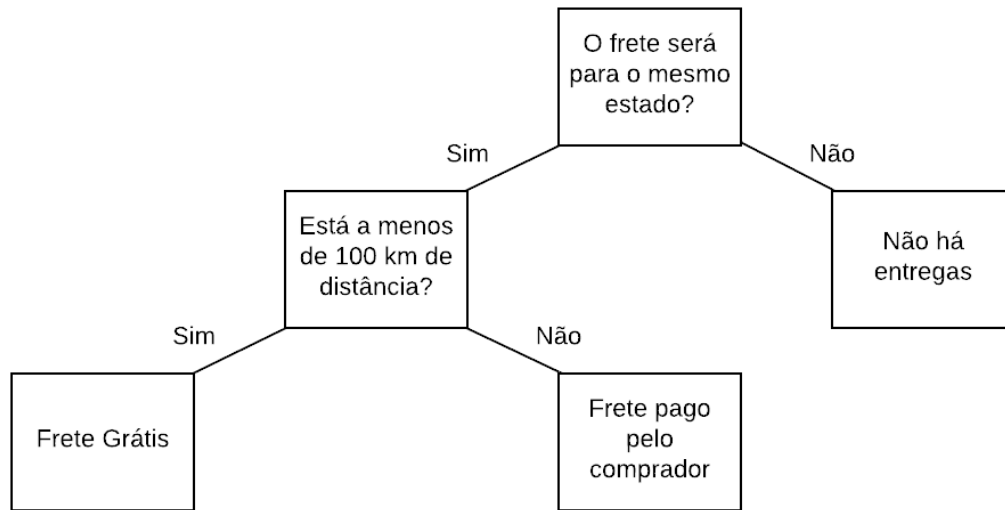 O frete será
para o mesmo
estado?
Sim
Não
Está a menos
de 100 km de
distância?
Não há
entregas
Sim
Não
Frete Grátis
Frete pago
pelo
comprador